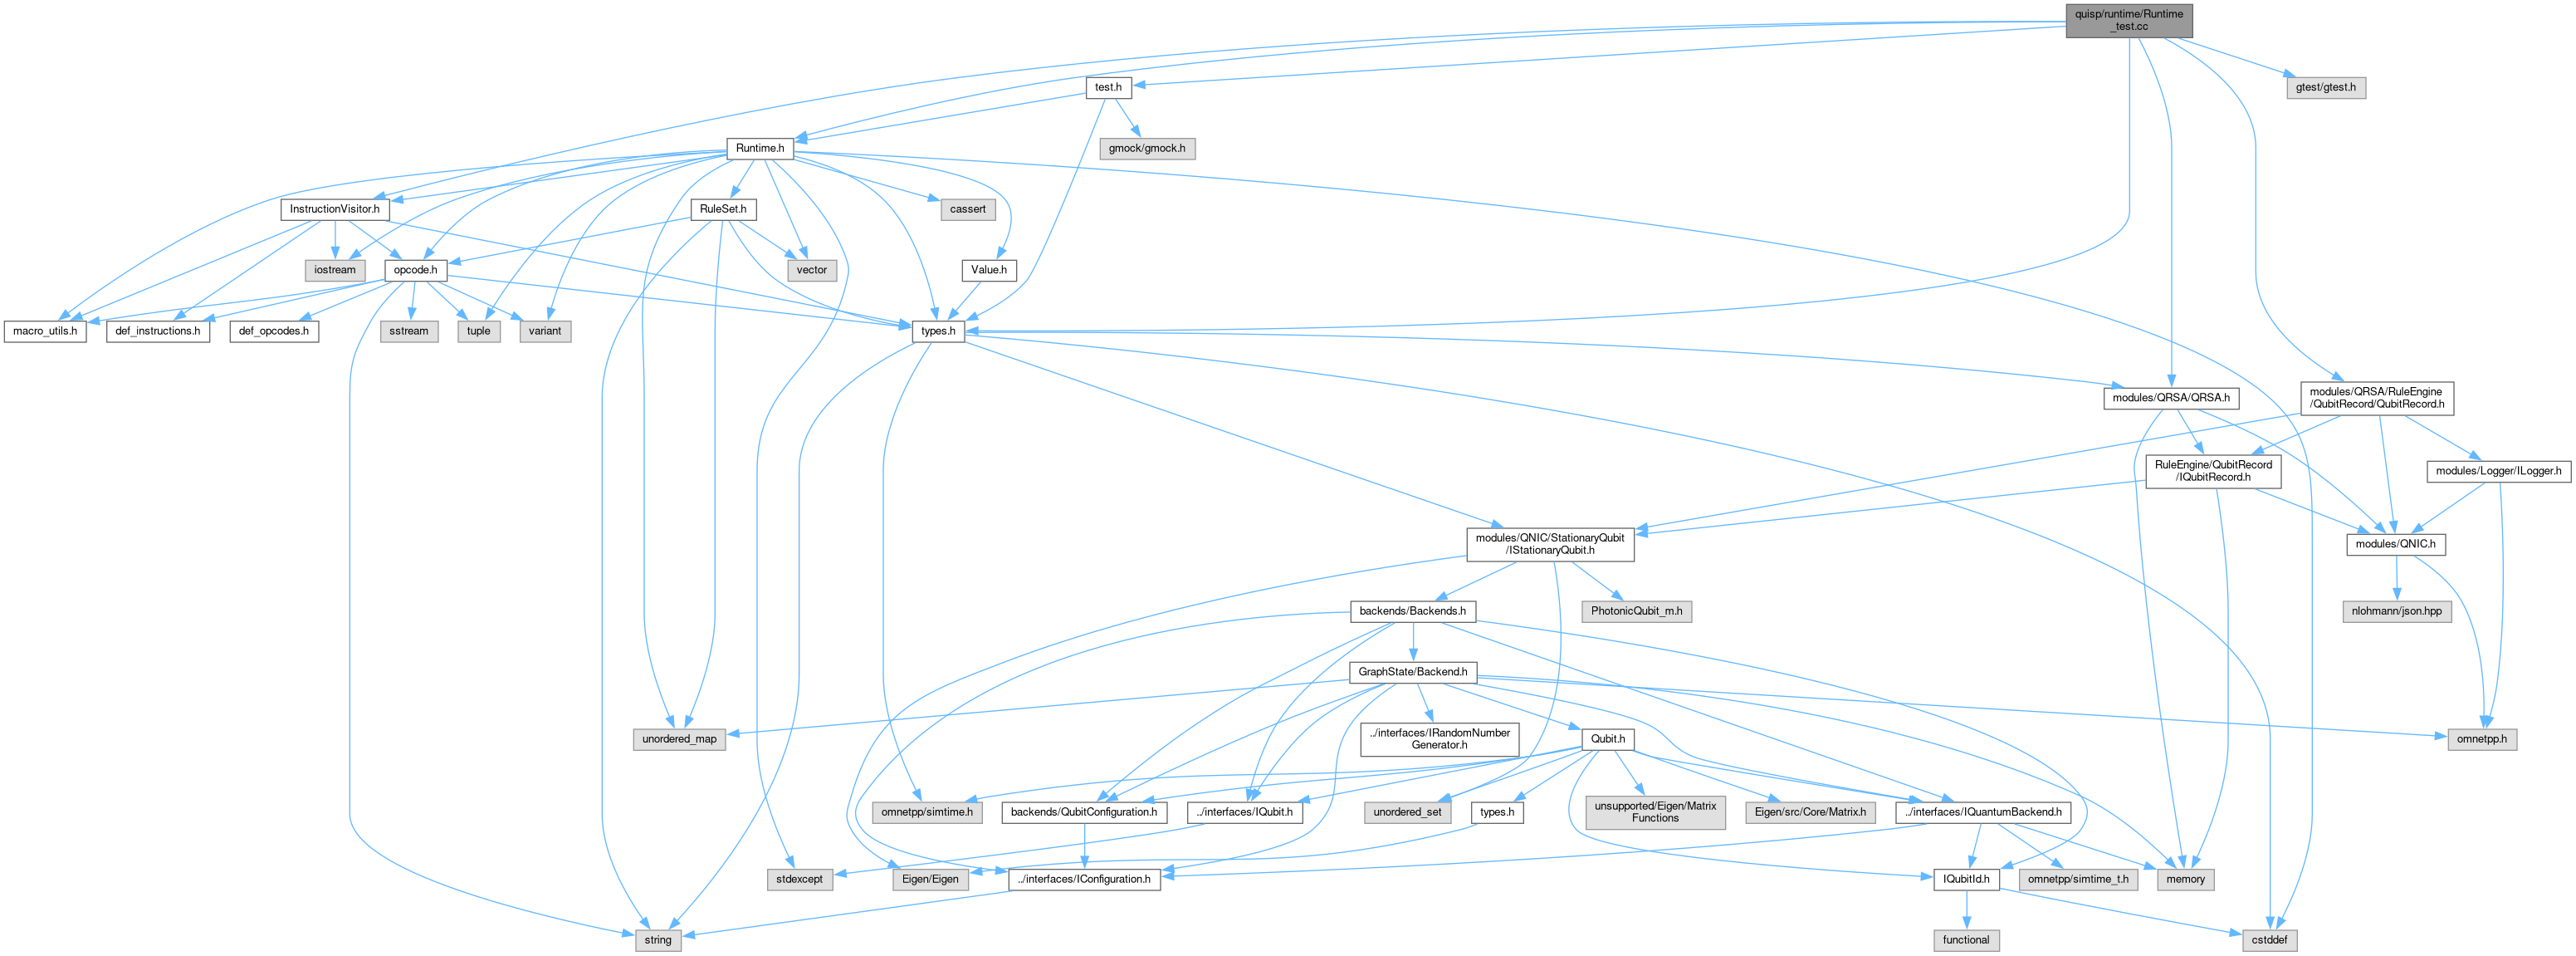 quisp/runtime/Runtime
_test.cc
test.h
gtest/gtest.h
Runtime.h
gmock/gmock.h
InstructionVisitor.h
RuleSet.h
cassert
iostream
opcode.h
vector
Value.h
macro_utils.h
def_instructions.h
def_opcodes.h
sstream
tuple
variant
types.h
modules/QRSA/QRSA.h
modules/QRSA/RuleEngine
/QubitRecord/QubitRecord.h
RuleEngine/QubitRecord
/IQubitRecord.h
modules/Logger/ILogger.h
modules/QNIC/StationaryQubit
/IStationaryQubit.h
modules/QNIC.h
backends/Backends.h
PhotonicQubit_m.h
nlohmann/json.hpp
GraphState/Backend.h
unordered_map
../interfaces/IRandomNumber
Generator.h
Qubit.h
omnetpp.h
omnetpp/simtime.h
backends/QubitConfiguration.h
../interfaces/IQubit.h
unordered_set
types.h
unsupported/Eigen/Matrix
Functions
Eigen/src/Core/Matrix.h
../interfaces/IQuantumBackend.h
stdexcept
Eigen/Eigen
../interfaces/IConfiguration.h
IQubitId.h
omnetpp/simtime_t.h
memory
string
functional
cstddef